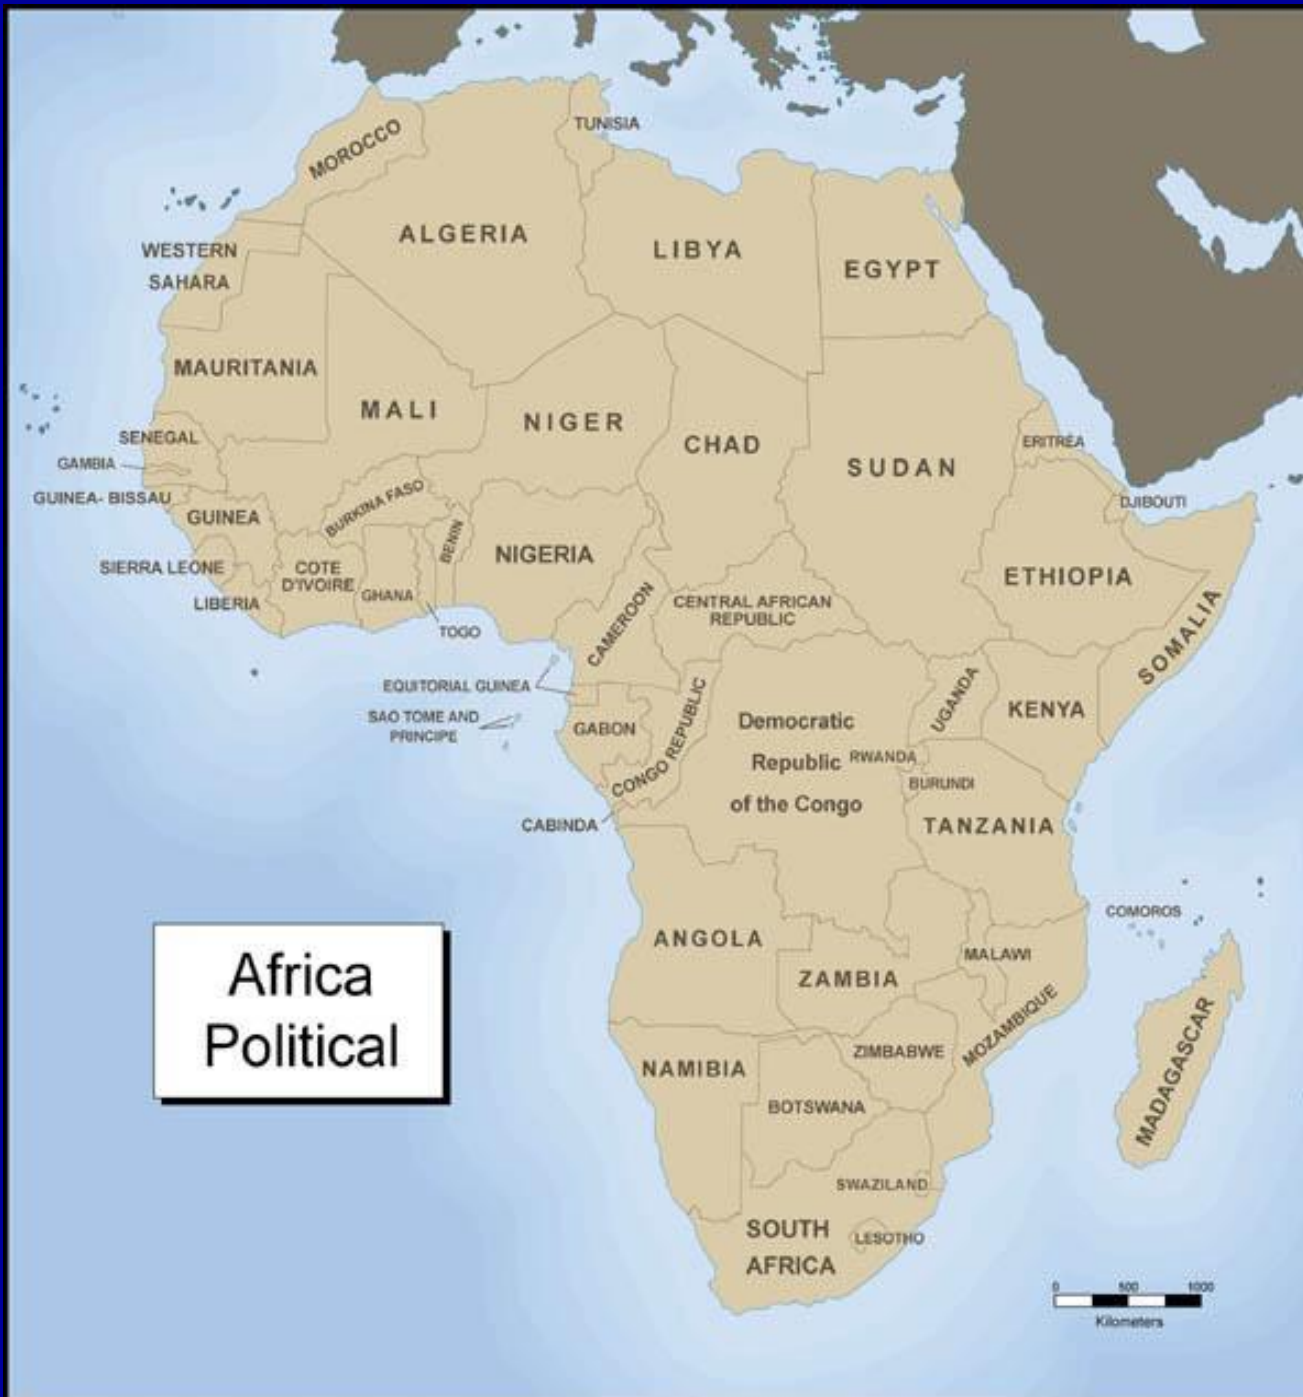 TUNISIA
MOROCCO
ALGERIA
LIBYA
EGYPT
WESTERN
SAHARA
MAURITANIA
MALI
NIGER
CHAD
SUDAN
ERITREA
SENEGAL
GAMBIA
GUINEA- BISSAU
GUINEA
BURKINA FASO
BENIN
NIGERIA
DJIBOUTI
ETHIOPIA
SOMALIA
SIERRA LEONE
LIBERIA
COTE
D'IVOIRE
GHANA
TOGO
CAMEROON
CENTRAL AFRICAN
REPUBLIC
EQUITORIAL GUINEA
SAO TOME AND
PRINCIPE
GABON
CONGO REPUBLIC
Democratic
Republic
of the Congo
UGANDA
KENYA
RWANDA
BURUNDI
CABINDA
TANZANIA
COMOROS
ANGOLA
ZAMBIA
MALAWI
MOZAMBIQUE
MADAGASCAR
Africa
Political
NAMIBIA
ZIMBABWE
BOTSWANA
SWAZILAND
SOUTH
AFRICA
LESOTHO
0 500 1000
Kilometers